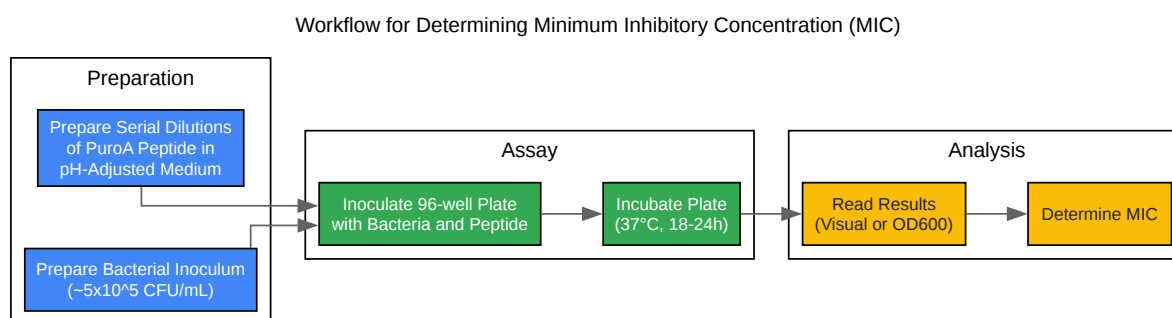 Workflow for Determining Minimum Inhibitory Concentration (MIC)
Preparation
Prepare Serial Dilutions
of PuroA Peptide in
pH-Adjusted Medium
Prepare Bacterial Inoculum
(~5x10^5 CFU/mL)
Assay
Inoculate 96-well Plate
with Bacteria and Peptide
Incubate Plate
(37°C, 18-24h)
Analysis
Read Results
(Visual or OD600)
Determine MIC